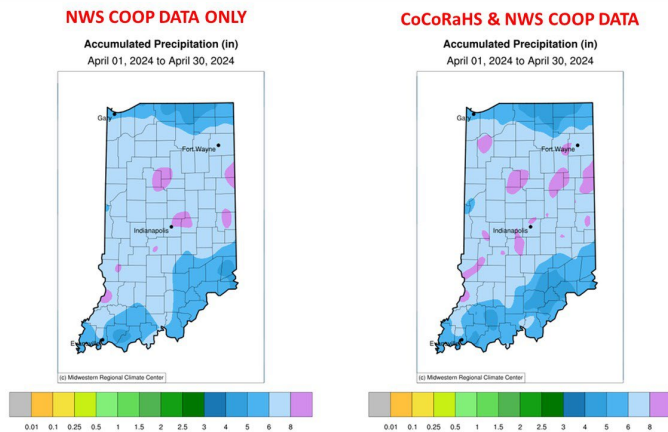 NWS COOP DATA ONLY
Accumulated Precipitation (in)
April 01, 2024 to April 30, 2024
Gary
Fort Wayne
Indianapolis
Evansville
(c) Midwestern Regional Climate Center
0.01 0.1 0.25 0.5 1 1.5 2 2.5 3 4 5 6 8
CoCoRaHS & NWS COOP DATA
Accumulated Precipitation (in)
April 01, 2024 to April 30, 2024
Gary
Fort Wayne
Indianapolis
Evansville
(c) Midwestern Regional Climate Center
0.01 0.1 0.25 0.5 1 1.5 2 2.5 3 4 5 6 8